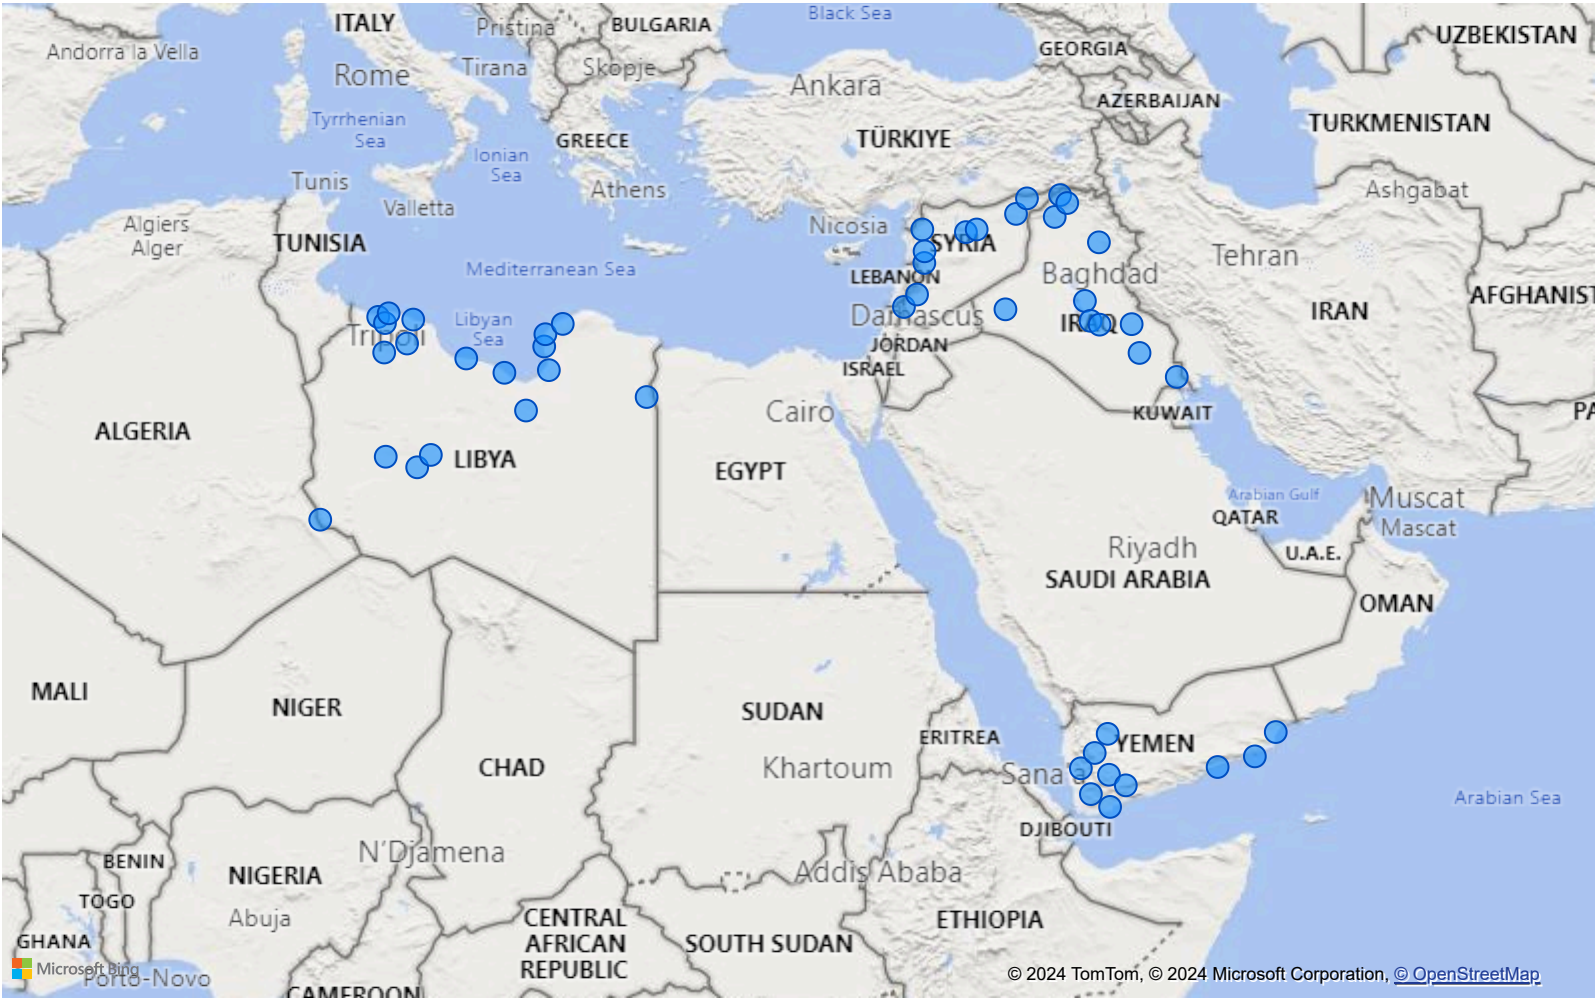 Black Sea
ITALY
Pristina
BULGARIA
UZBEKISTAN
Andorra la Vella
GEORGIA
Rome
Tirana
Skopje
Ankara
AZERBAIJAN
Tyrrhenian
Sea
TURKMENISTAN
GREECE
TÜRKIYE
Ionian
Sea
Tunis
Athens
Ashgabat
Valletta
Algiers
Alger
Nicosia
TUNISIA
SYRIA
Tehran
Mediterranean Sea
LEBANON
Baghdad
AFGHANIST
IRAN
Damascus
Libyan
Sea
Tripoli
IRAQ
JORDAN
ISRAEL
Cairo
KUWAIT
PA
ALGERIA
LIBYA
EGYPT
Arabian Gulf
Muscat
Mascat
QATAR
Riyadh
U.A.E.
SAUDI ARABIA
OMAN
MALI
NIGER
SUDAN
ERITREA
YEMEN
CHAD
Khartoum
Sana'a
Arabian Sea
DJIBOUTI
N'Djamena
BENIN
NIGERIA
Addis Ababa
TOGO
Abuja
CENTRAL
AFRICAN
REPUBLIC
ETHIOPIA
GHANA
SOUTH SUDAN
Microsoft Bing
Porto-Novo
CAMEROON
© 2024 TomTom, © 2024 Microsoft Corporation, © OpenStreetMap